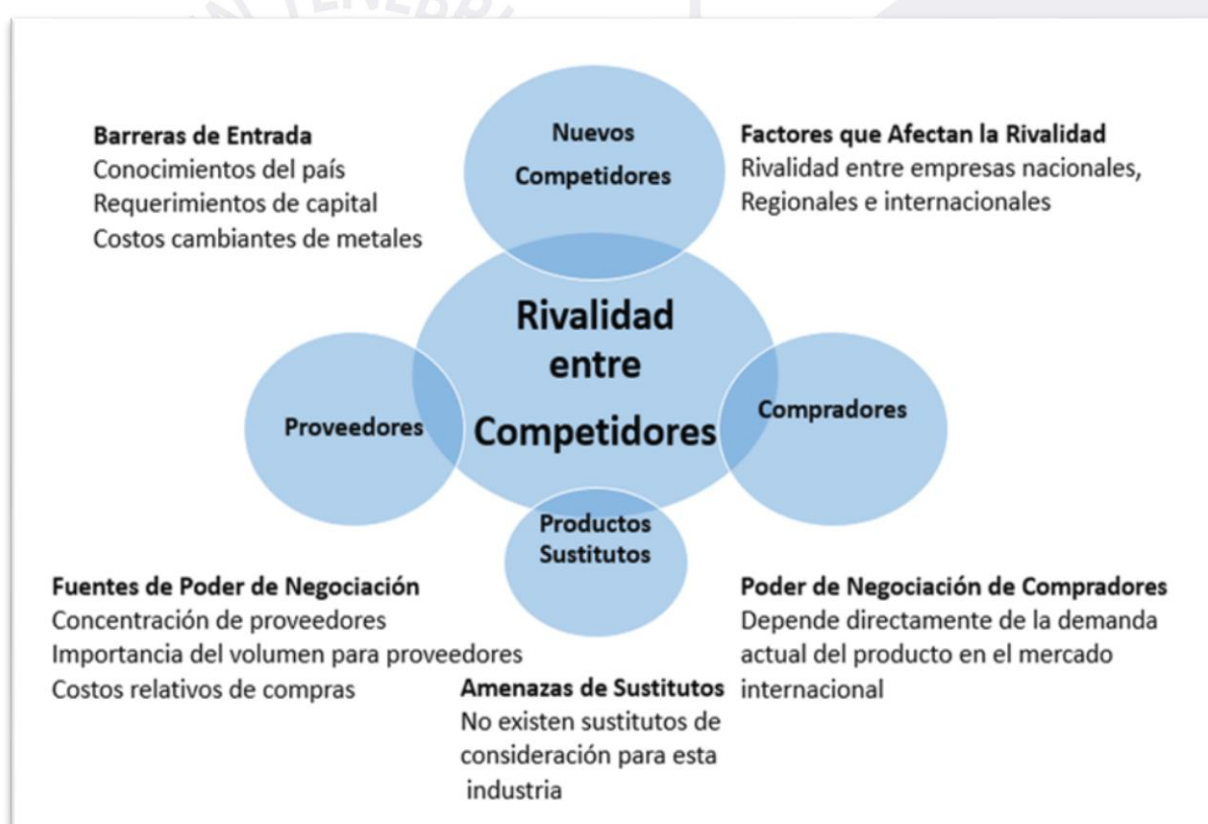 Barreras de Entrada
Conocimientos del país
Requerimientos de capital
Costos cambiantes de metales
Nuevos
Competidores
Factores que Afectan la Rivalidad
Rivalidad entre empresas nacionales,
Regionales e internacionales
Rivalidad
entre
Competidores
Proveedores
Compradores
Productos
Sustitutos
Fuentes de Poder de Negociación
Concentración de proveedores
Importancia del volumen para proveedores
Costos relativos de compras
Amenazas de Sustitutos
No existen sustitutos de
consideración para esta
industria
Poder de Negociación de Compradores
Depende directamente de la demanda
actual del producto en el mercado
internacional